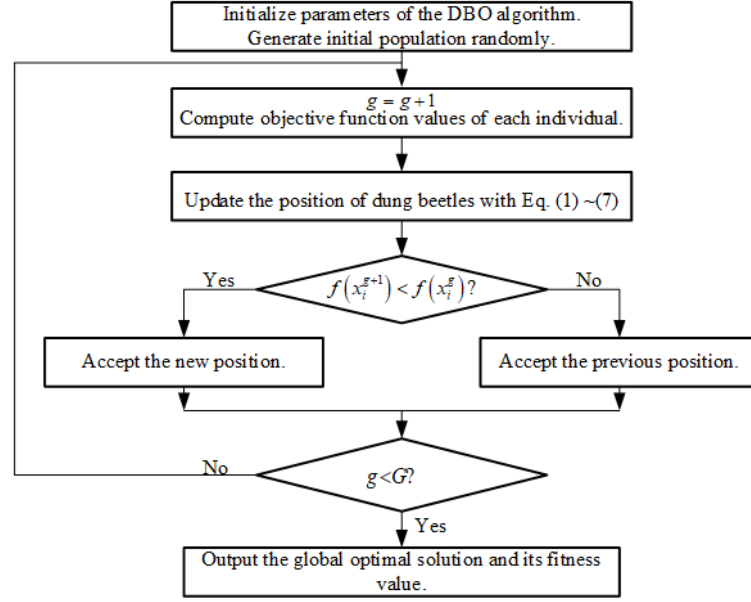 Initialize parameters of the DBO algorithm.
Generate initial population randomly.
g = g+1
Compute objective function values of each individual.
Update the position of dung beetles with Eq. (1) ~(7)
Yes
f(x_i^{g+1}) < f(x_i^g)?
No
Accept the new position.
Accept the previous position.
No
g<G?
Yes
Output the global optimal solution and its fitness
value.